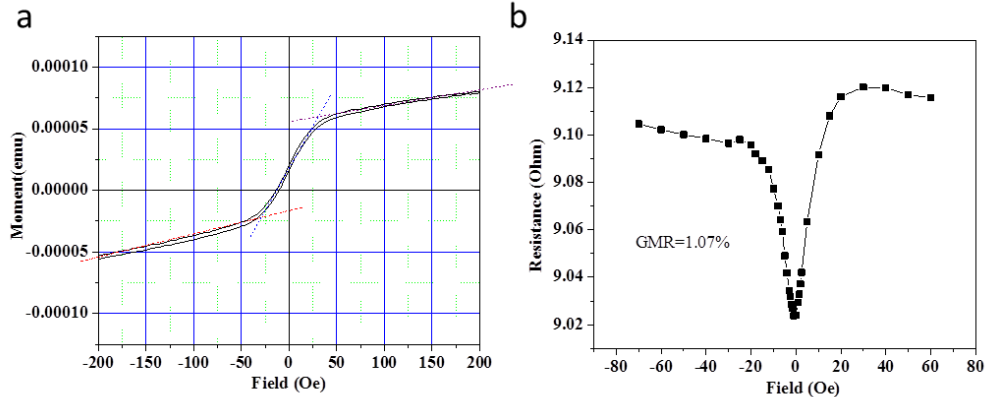 a
0.00010
0.00005
0.00000
-0.00005
-0.00010
Moment(emu)
-200 -150 -100 -50 0 50 100 150 200
Field (Oe)
b
9.14
9.12
9.10
9.08
9.06
9.04
9.02
Resistance (Ohm)
GMR=1.07%
-80 -60 -40 -20 0 20 40 60 80
Field (Oe)